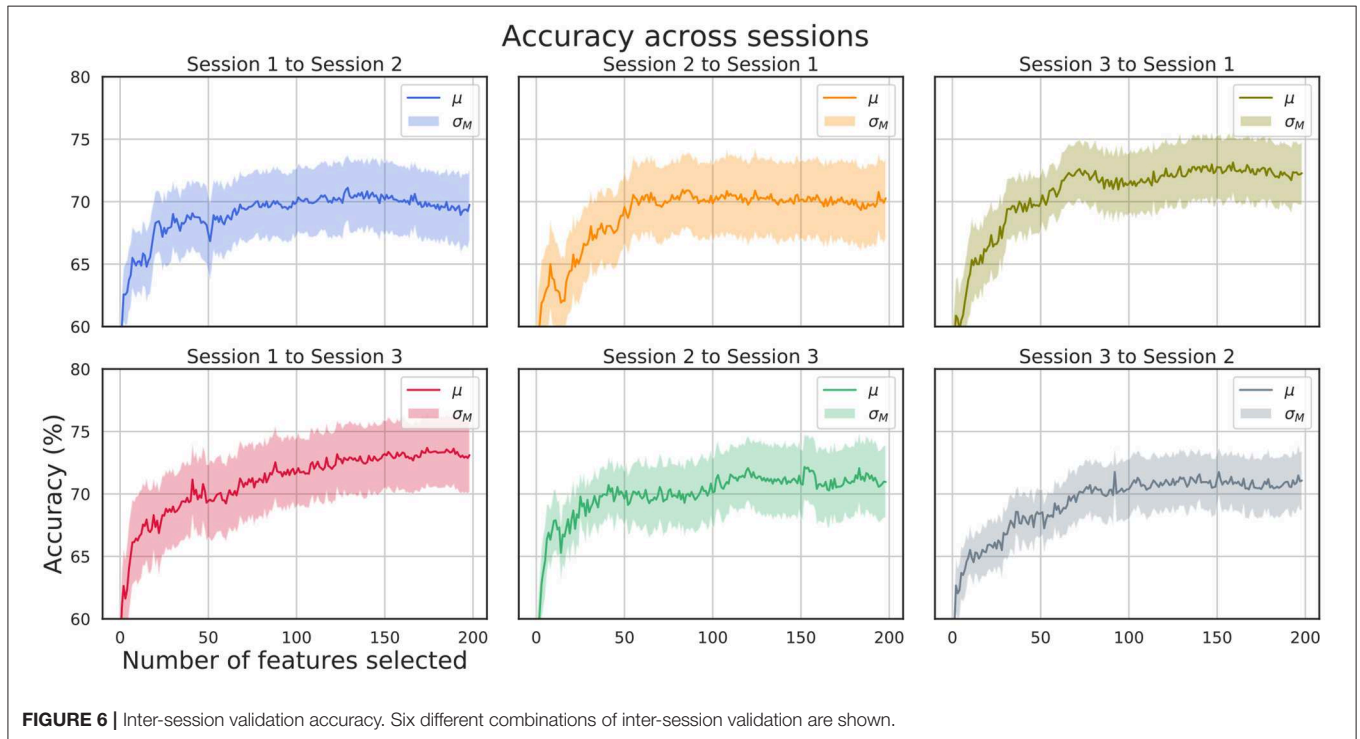 Accuracy across sessions
Session 1 to Session 2
80
75
70
65
60
μ
σM
Session 2 to Session 1
μ
σM
Session 3 to Session 1
μ
σM
Session 1 to Session 3
80
75
70
65
60
0 50 100 150 200
μ
σM
Session 2 to Session 3
0 50 100 150 200
μ
σM
Session 3 to Session 2
0 50 100 150 200
μ
σM
Accuracy (%)
Number of features selected
FIGURE 6 | Inter-session validation accuracy. Six different combinations of inter-session validation are shown.